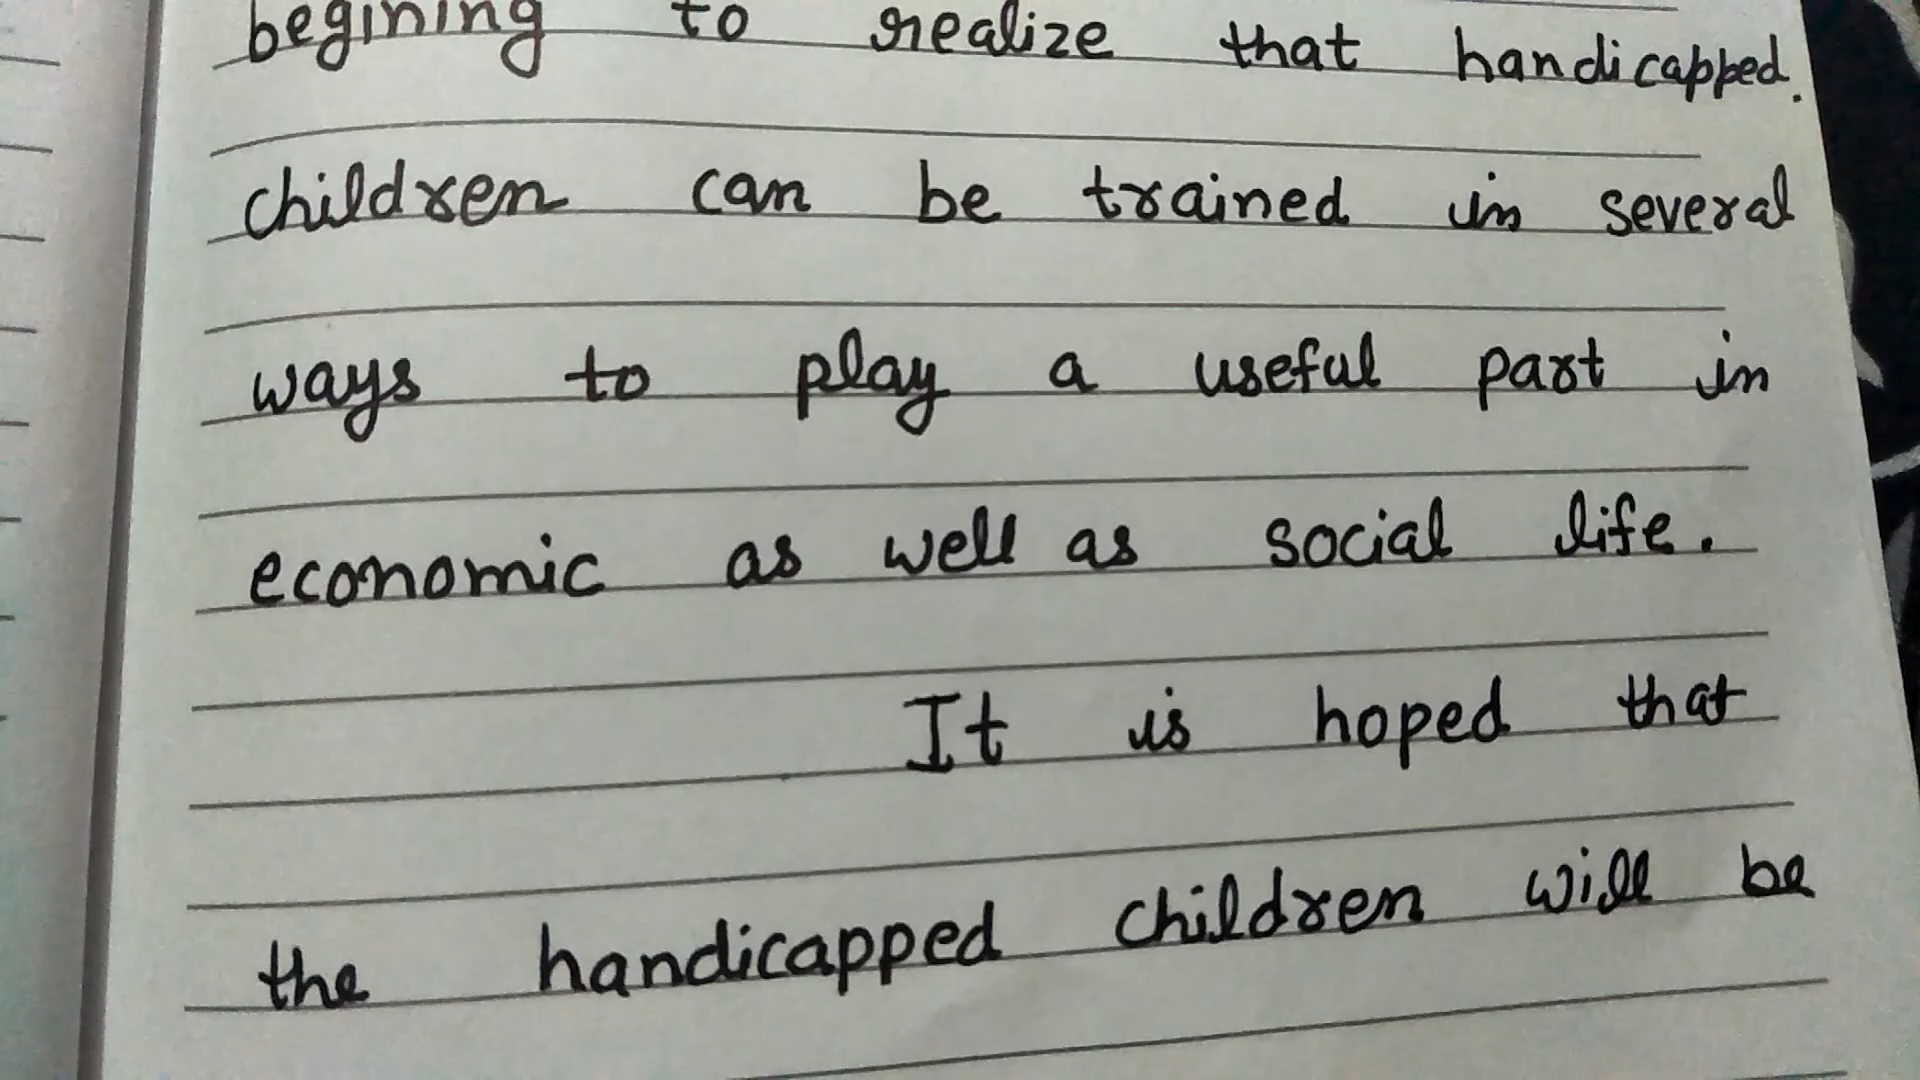 begining to realize that handicapped.
children can be trained in several
ways to play a useful part in
economic as well as social life.
It is hoped that
the handicapped children will be